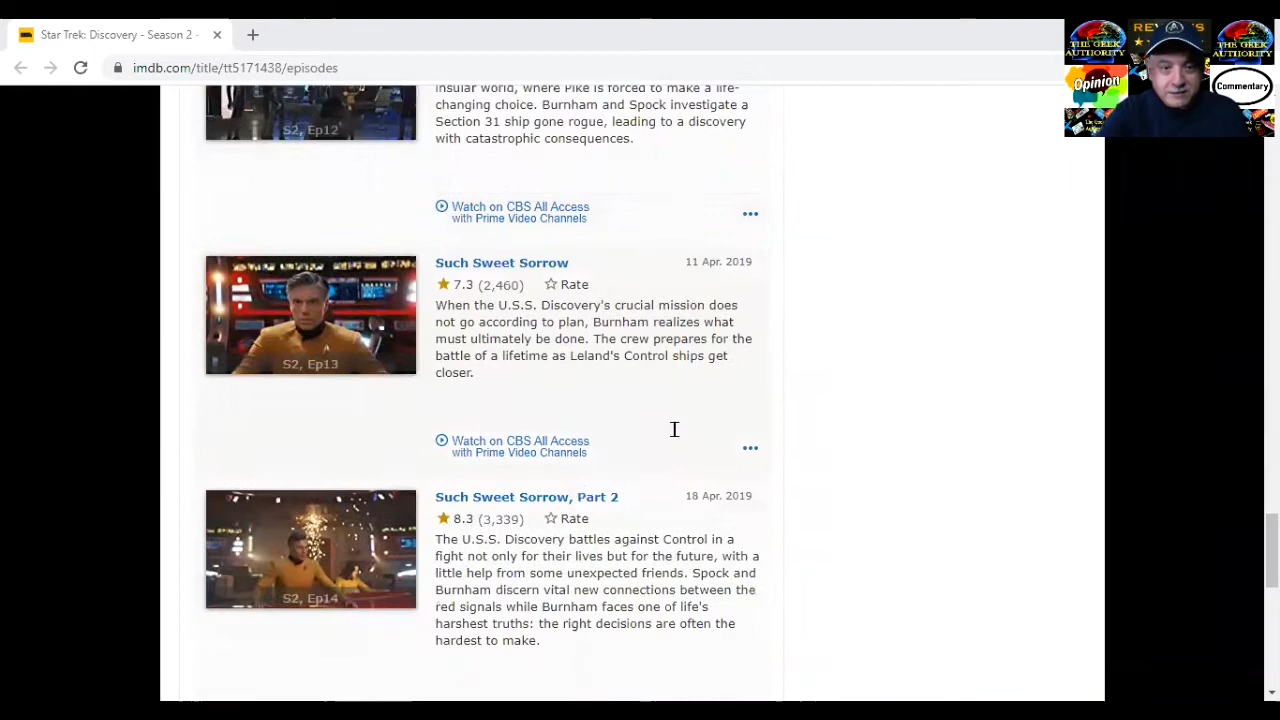 Star Trek: Discovery - Season 2 -
imdb.com/title/tt5171438/episodes
REV
S
THE GEEK
AUTHORITY
THE GEEK
AUTHORITY
Opinion
Commentary
insular world, where Pike is forced to make a life-
changing choice. Burnham and Spock investigate a
Section 31 ship gone rogue, leading to a discovery
with catastrophic consequences.
S2, Ep12
Watch on CBS All Access
with Prime Video Channels
Such Sweet Sorrow
11 Apr. 2019
7.3 (2,460) Rate
When the U.S.S. Discovery's crucial mission does
not go according to plan, Burnham realizes what
must ultimately be done. The crew prepares for the
battle of a lifetime as Leland's Control ships get
closer.
S2, Ep13
Watch on CBS All Access
with Prime Video Channels
Such Sweet Sorrow, Part 2
18 Apr. 2019
8.3 (3,339) Rate
The U.S.S. Discovery battles against Control in a
fight not only for their lives but for the future, with a
little help from some unexpected friends. Spock and
Burnham discern vital new connections between the
red signals while Burnham faces one of life's
harshest truths: the right decisions are often the
hardest to make.
S2, Ep14